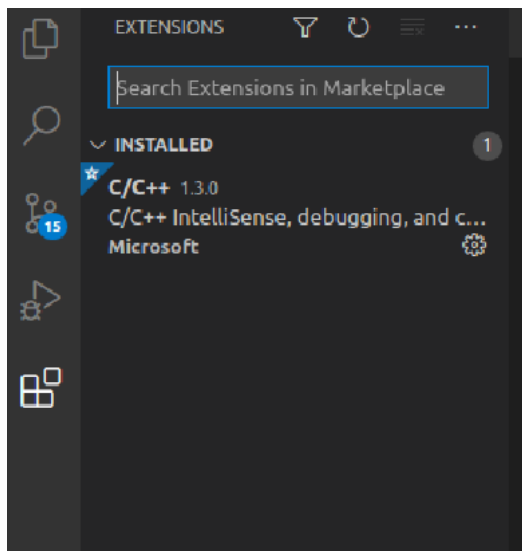 EXTENSIONS
Search Extensions in Marketplace
INSTALLED 1
C/C++ 1.3.0
C/C++ IntelliSense, debugging, and c...
Microsoft
15